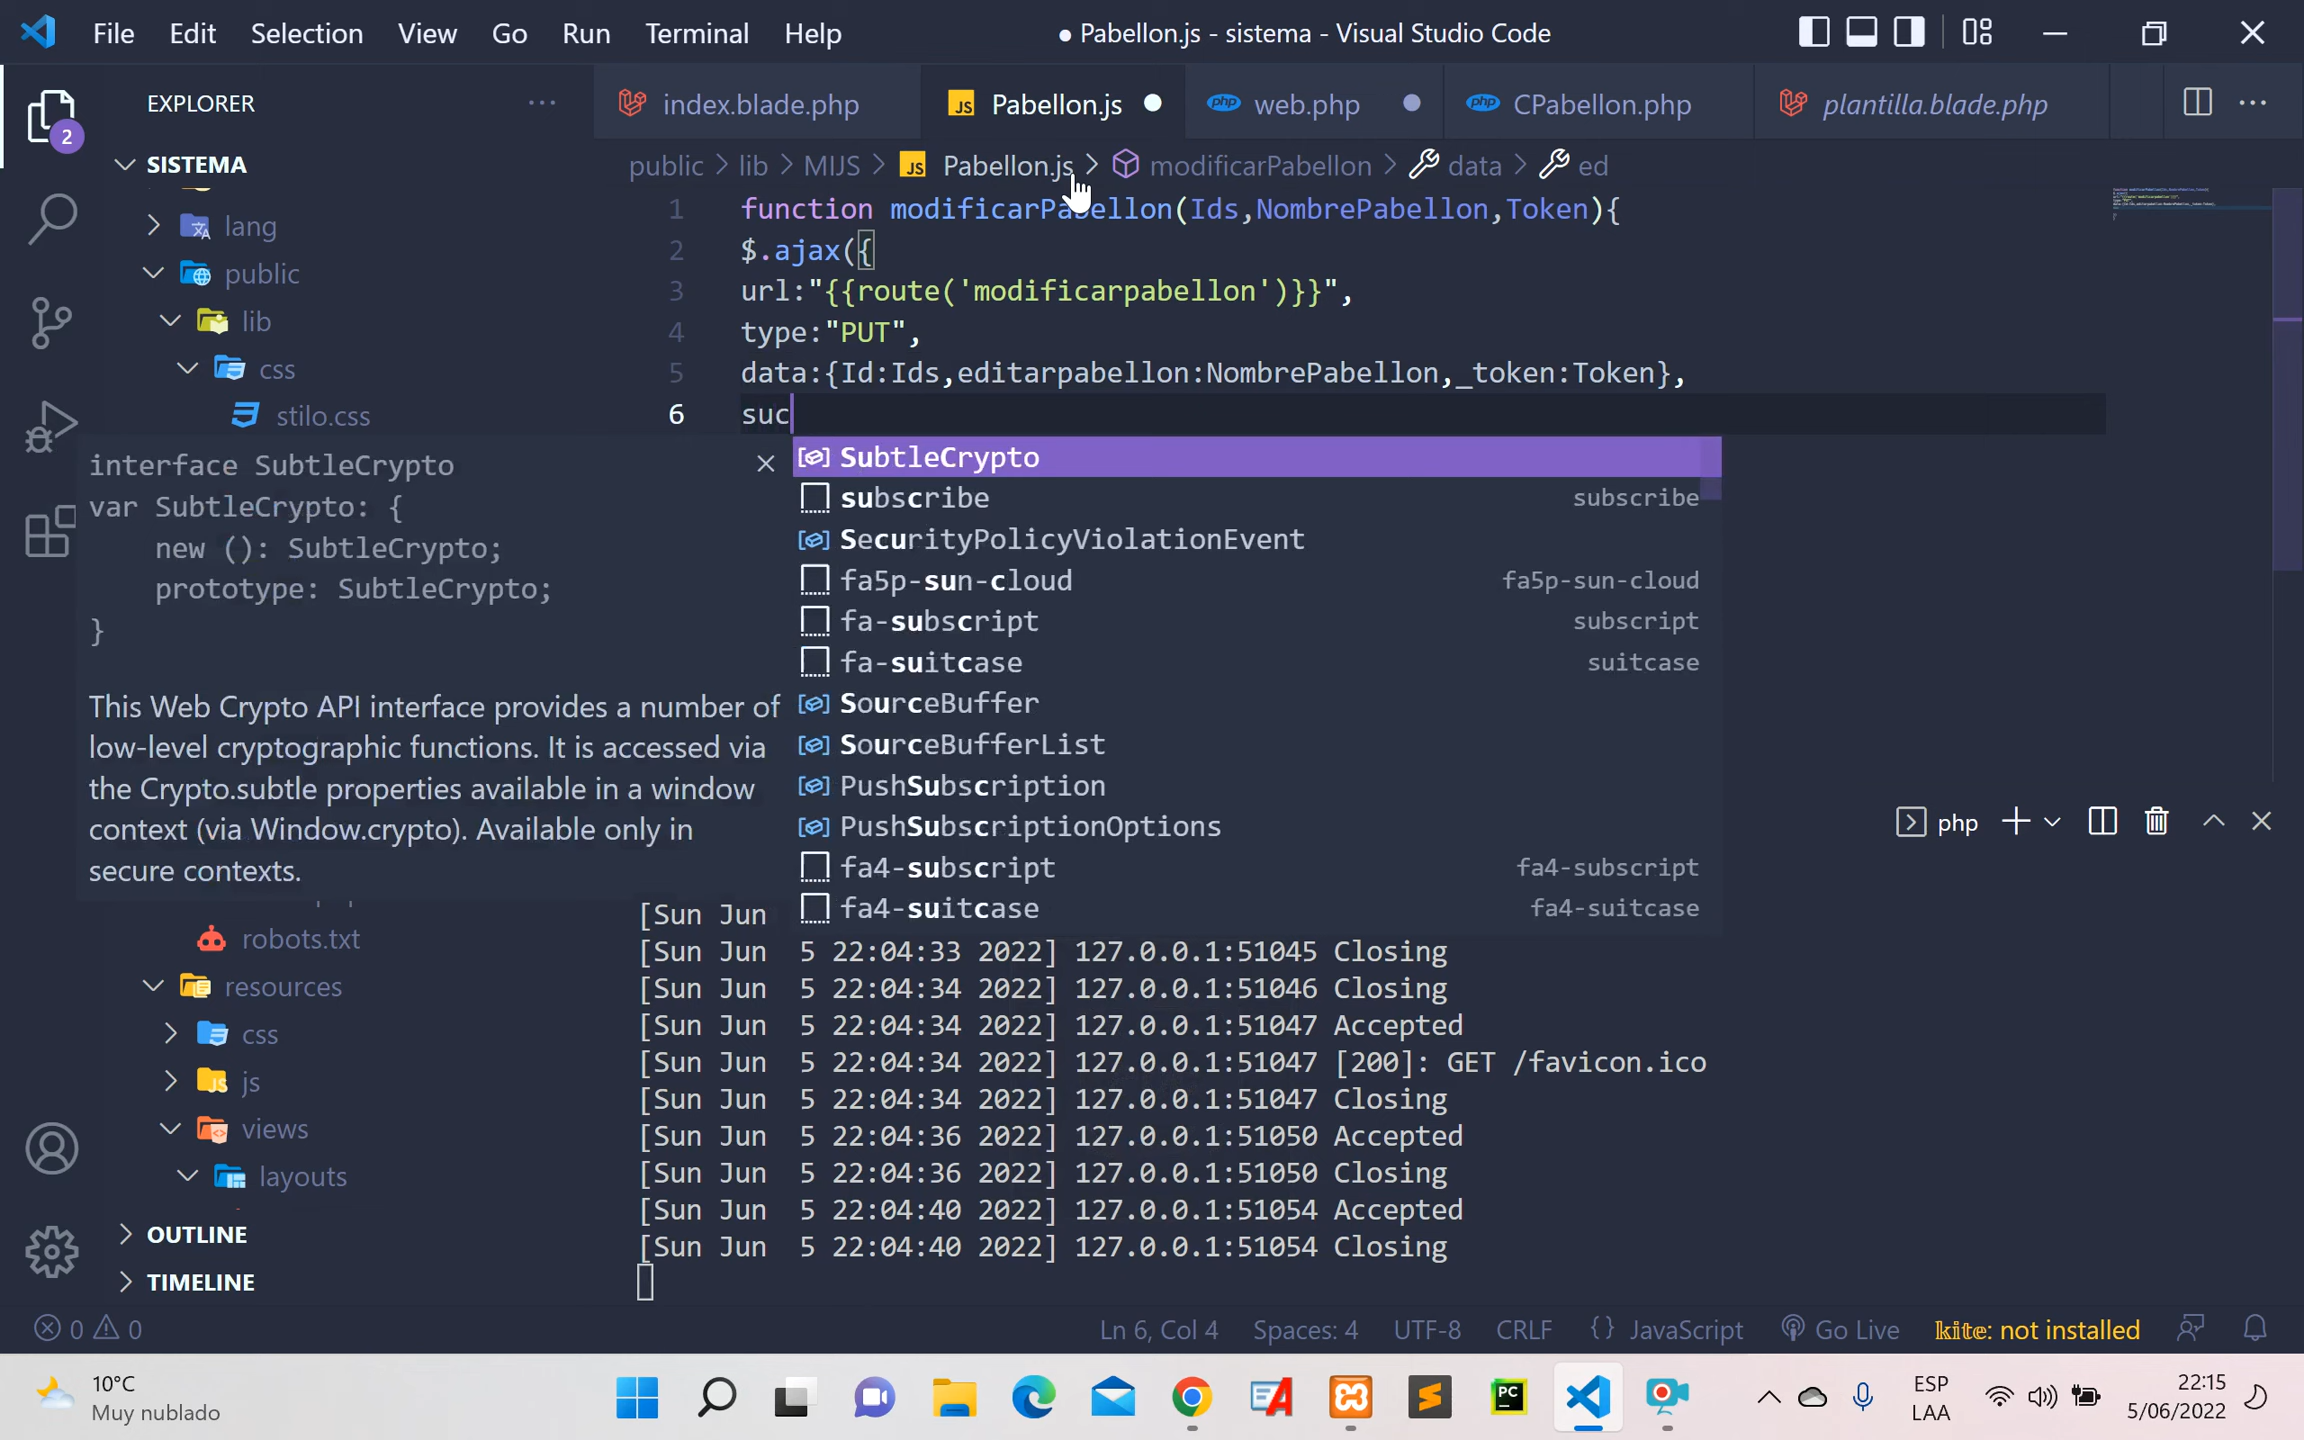 File Edit Selection View Go Run Terminal Help
● Pabellon.js - sistema - Visual Studio Code
EXPLORER
index.blade.php
JS Pabellon.js
php web.php
php CPabellon.php
plantilla.blade.php
2
SISTEMA
public > lib > MIJS > JS Pabellon.js > modificarPabellon > data > ed
lang
public
lib
css
stilo.css
1 function modificarPabellon(Ids,NombrePabellon,Token){
2 $.ajax({
3 url:"{{route('modificarpabellon')}}",
4 type:"PUT",
5 data:{Id:Ids,editarpabellon:NombrePabellon,_token:Token},
6 suc
interface SubtleCrypto
var SubtleCrypto: {
new (): SubtleCrypto;
prototype: SubtleCrypto;
}
This Web Crypto API interface provides a number of
low-level cryptographic functions. It is accessed via
the Crypto.subtle properties available in a window
context (via Window.crypto). Available only in
secure contexts.
SubtleCrypto
subscribe subscribe
SecurityPolicyViolationEvent
fa5p-sun-cloud fa5p-sun-cloud
fa-subscript subscript
fa-suitcase suitcase
SourceBuffer
SourceBufferList
PushSubscription
PushSubscriptionOptions
fa4-subscript fa4-subscript
fa4-suitcase fa4-suitcase
php
robots.txt
resources
css
js
views
layouts
OUTLINE
TIMELINE
[Sun Jun
[Sun Jun 5 22:04:33 2022] 127.0.0.1:51045 Closing
[Sun Jun 5 22:04:34 2022] 127.0.0.1:51046 Closing
[Sun Jun 5 22:04:34 2022] 127.0.0.1:51047 Accepted
[Sun Jun 5 22:04:34 2022] 127.0.0.1:51047 [200]: GET /favicon.ico
[Sun Jun 5 22:04:34 2022] 127.0.0.1:51047 Closing
[Sun Jun 5 22:04:36 2022] 127.0.0.1:51050 Accepted
[Sun Jun 5 22:04:36 2022] 127.0.0.1:51050 Closing
[Sun Jun 5 22:04:40 2022] 127.0.0.1:51054 Accepted
[Sun Jun 5 22:04:40 2022] 127.0.0.1:51054 Closing
0 0
Ln 6, Col 4 Spaces: 4 UTF-8 CRLF {} JavaScript Go Live kite: not installed
10°C
Muy nublado
PC
ESP
LAA
22:15
5/06/2022